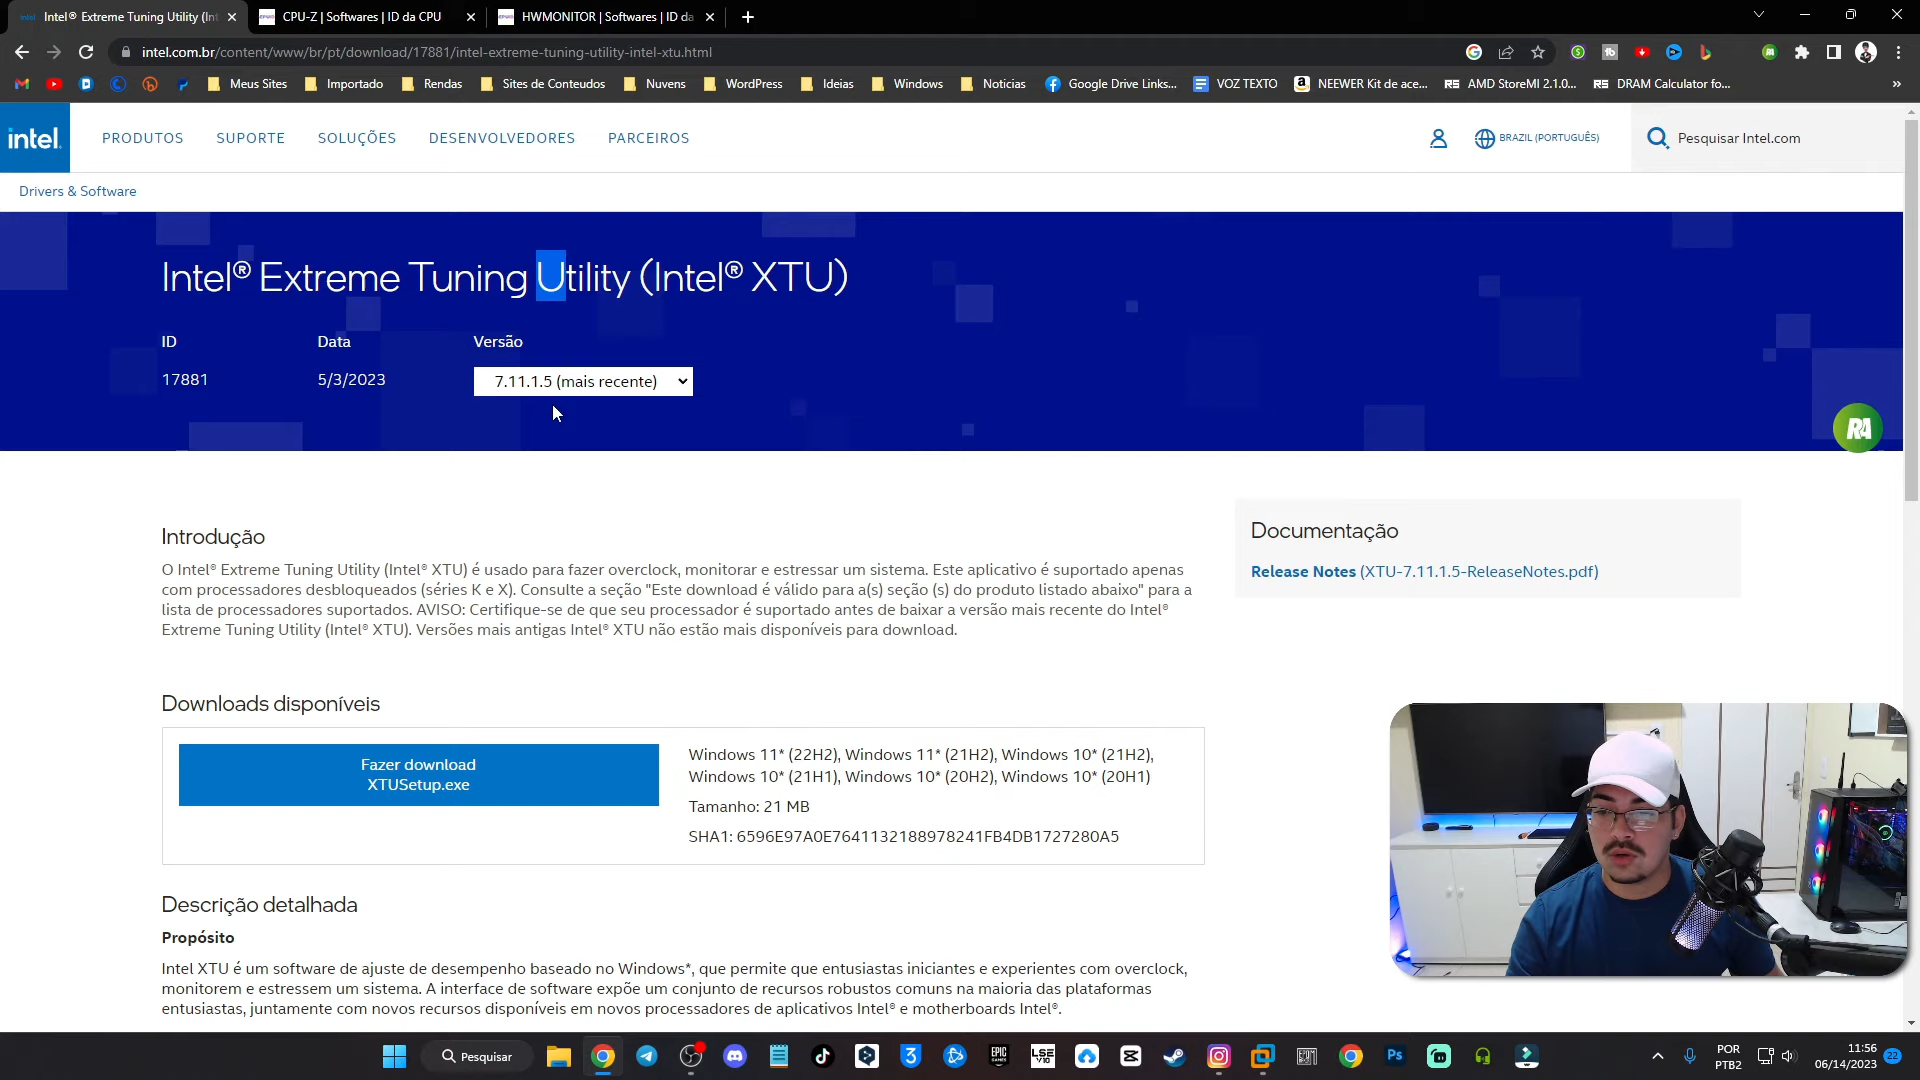 Intel® Extreme Tuning Utility (Int
CPU-Z | Softwares | ID da CPU
HWMONITOR | Softwares | ID da
intel.com.br/content/www/br/pt/download/17881/intel-extreme-tuning-utility-intel-xtu.html
Meus Sites
Importado
Rendas
Sites de Conteudos
Nuvens
WordPress
Ideias
Windows
Noticias
Google Drive Links...
VOZ TEXTO
NEEWER Kit de ace...
AMD StoreMI 2.1.0...
DRAM Calculator fo...
»
intel.
PRODUTOS
SUPORTE
SOLUÇÕES
DESENVOLVEDORES
PARCEIROS
BRAZIL (PORTUGUÊS)
Pesquisar Intel.com
Drivers & Software
Intel® Extreme Tuning Utility (Intel® XTU)
ID
Data
Versão
17881
5/3/2023
7.11.1.5 (mais recente)
RA
Introdução
O Intel® Extreme Tuning Utility (Intel® XTU) é usado para fazer overclock, monitorar e estressar um sistema. Este aplicativo é suportado apenas
com processadores desbloqueados (séries K e X). Consulte a seção "Este download é válido para a(s) seção (s) do produto listado abaixo" para a
lista de processadores suportados. AVISO: Certifique-se de que seu processador é suportado antes de baixar a versão mais recente do Intel®
Extreme Tuning Utility (Intel® XTU). Versões mais antigas Intel® XTU não estão mais disponíveis para download.
Documentação
Release Notes (XTU-7.11.1.5-ReleaseNotes.pdf)
Downloads disponíveis
Fazer download
XTUSetup.exe
Windows 11* (22H2), Windows 11* (21H2), Windows 10* (21H2),
Windows 10* (21H1), Windows 10* (20H2), Windows 10* (20H1)
Tamanho: 21 MB
SHA1: 6596E97A0E7641132188978241FB4DB1727280A5
Descrição detalhada
Propósito
Intel XTU é um software de ajuste de desempenho baseado no Windows*, que permite que entusiastas iniciantes e experientes com overclock,
monitorem e estressem um sistema. A interface de software expõe um conjunto de recursos robustos comuns na maioria das plataformas
entusiastas, juntamente com novos recursos disponíveis em novos processadores de aplicativos Intel® e motherboards Intel®.
Pesquisar
EPIC
GAMES
LSE
Ps
POR
PTB2
11:56
06/14/2023
22